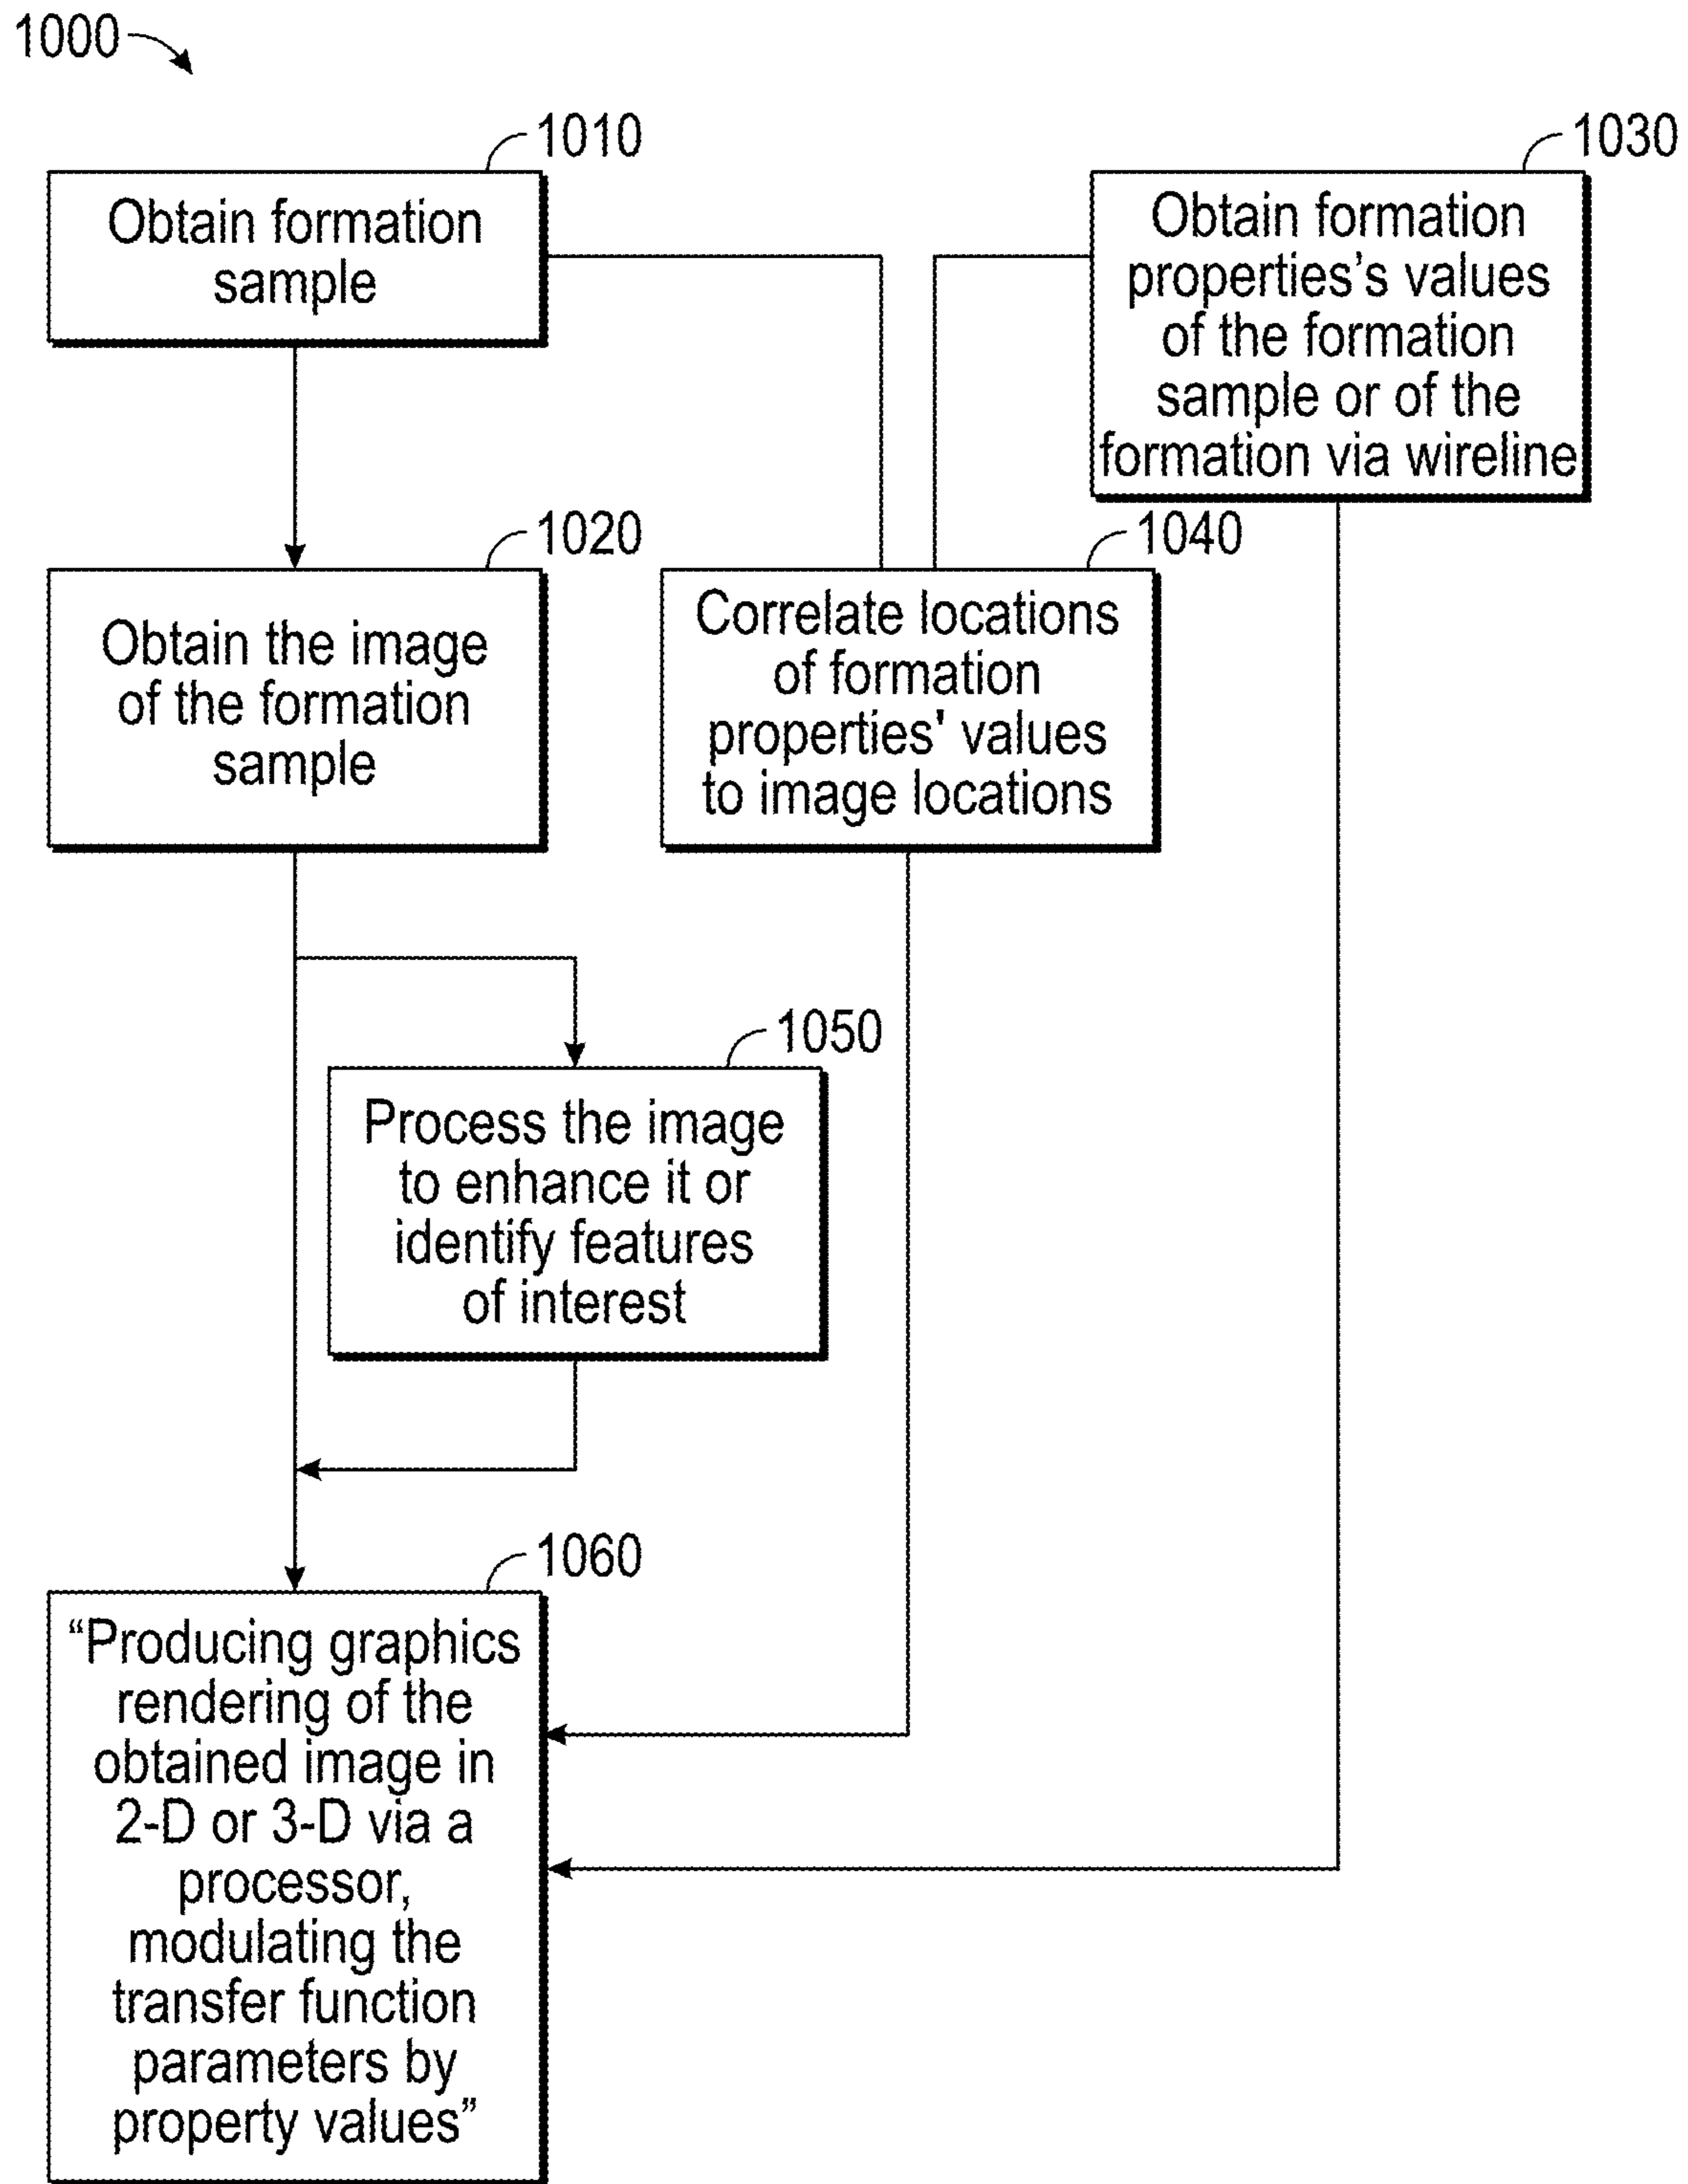 1000
1010
Obtain formation
sample
1030
Obtain formation
properties’s values
of the formation
sample or of the
formation via wireline
1020
Obtain the image
of the formation
sample
1040
Correlate locations
of formation
properties' values
to image locations
1050
Process the image
to enhance it or
identify features
of interest
1060
“Producing graphics
rendering of the
obtained image in
2-D or 3-D via a
processor,
modulating the
transfer function
parameters by
property values”